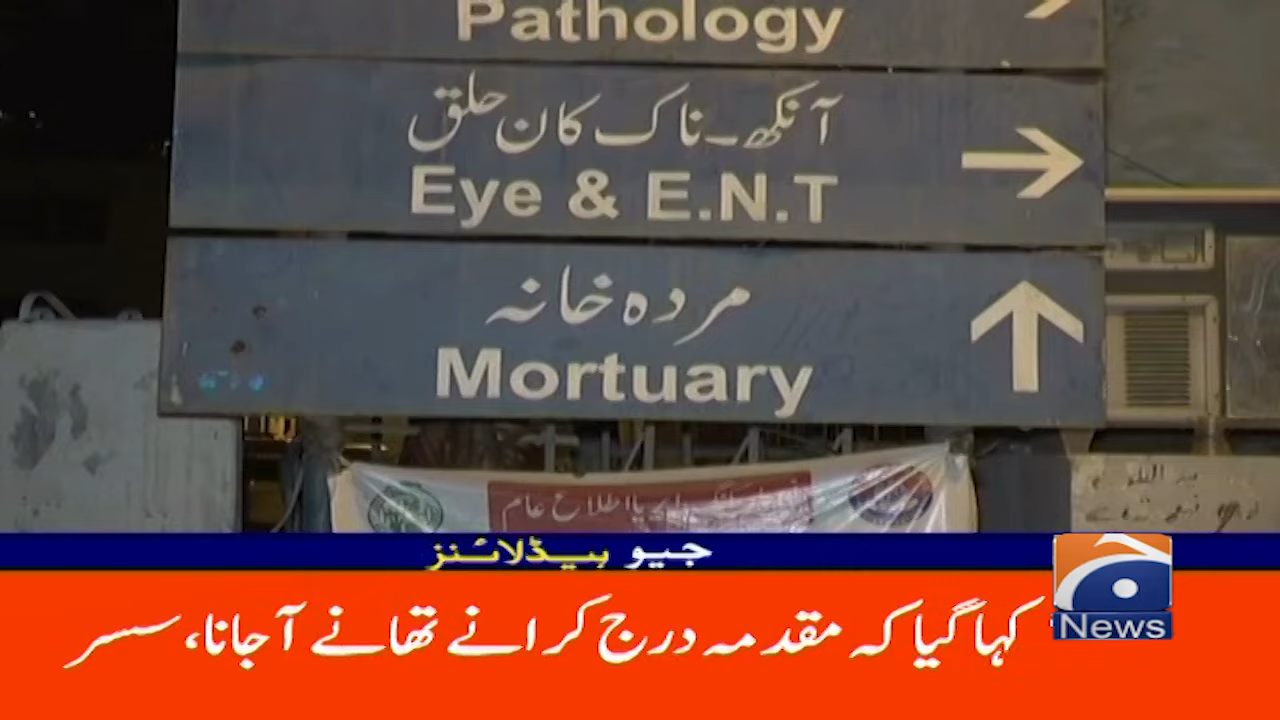 Pathology
آنکھ۔ناک کان حلق
Eye & E.N.T
مردہ خانہ
Mortuary
اطلاع عام
جیو ہیڈلائنز
کہا گیا کہ مقدمہ درج کرانے تھانے آجانا، سسر
News